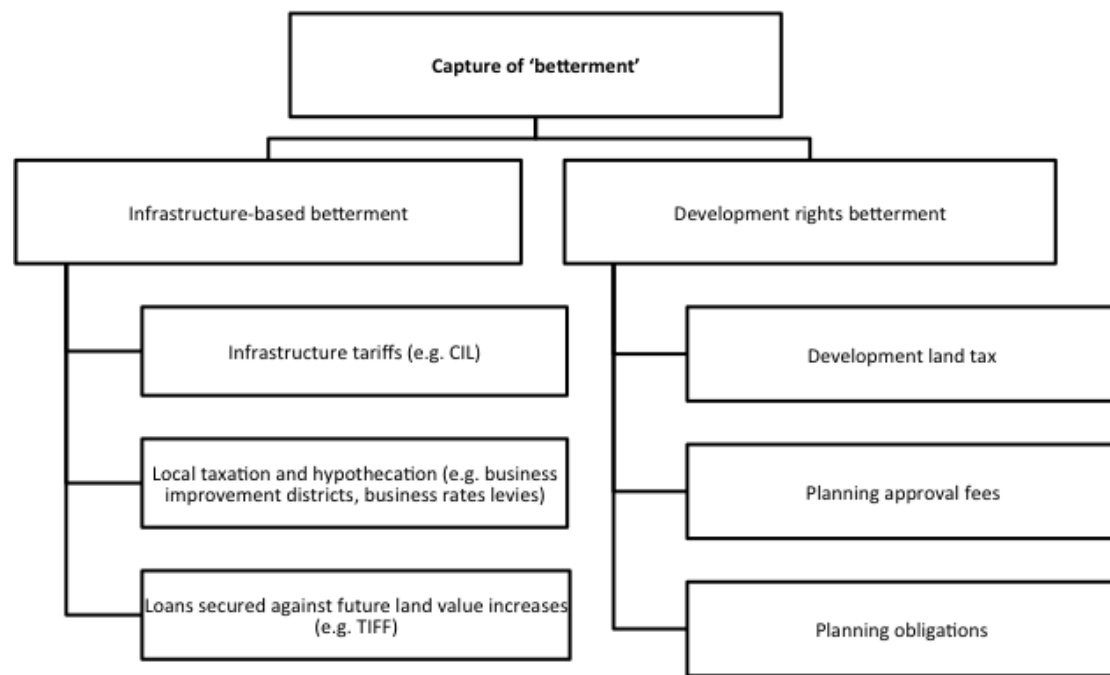 Capture of ‘betterment’
Infrastructure-based betterment
Development rights betterment
Infrastructure tariffs (e.g. CIL)
Local taxation and hypothecation (e.g. business
improvement districts, business rates levies)
Loans secured against future land value increases
(e.g. TIFF)
Development land tax
Planning approval fees
Planning obligations